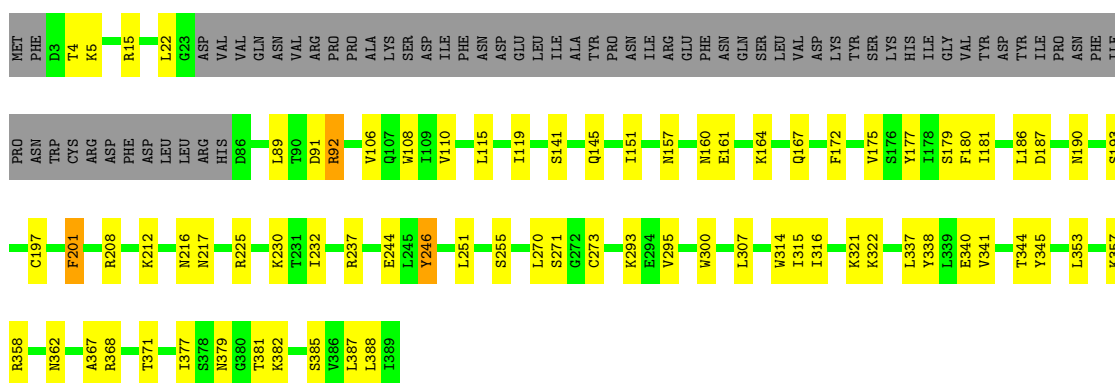 MET PHE D3 T4 K5 R15 L22 G23 ASP VAL VAL GLN ASN VAL ARG PRO PRO ALA LYS SER ASP ILE PHE ASN ASP GLU LEU ILE ALA TYR PRO ASN ILE ARG GLU PHE ASN GLN SER LEU VAL ASP LYS TYR SER LYS HIS ILE GLY VAL TYR ASP TYR ILE PRO ASN PHE ILE
PRO ASN TRP CYS ARG ASP PHE ASP LEU LEU ARG HIS D86 L89 T90 D91 R92 V106 Q107 W108 I109 V110 L115 I119 S141 Q145 I151 N157 N160 E161 K164 Q167 F172 V175 S176 Y177 I178 S179 F180 I181 L186 D187 N190
C197 F201 R208 K212 N216 N217 R225 K230 T231 I232 R237 E244 L245 Y246 L251 S255 L270 S271 G272 C273 K293 E294 V295 W300 L307 W314 I315 I316 K321 K322 L337 Y338 L339 E340 V341 T344 Y345 L353 K357
R358 N362 A367 R368 T371 I377 S378 N379 G380 T381 K382 S385 V386 L387 L388 I389